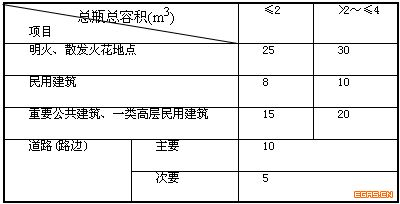 总瓶总容积(m³) ≤2 >2～≤4
项目
明火、散发火花地点 25 30
民用建筑 8 10
重要公共建筑、一类高层民用建筑 15 20
道路(路边) 主要 10
次要 5
EGAS.CN